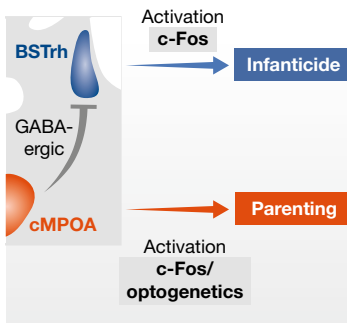 Activation
c-Fos
BSTrh
Infanticide
GABA-
ergic
cMPOA
Parenting
Activation
c-Fos/
optogenetics